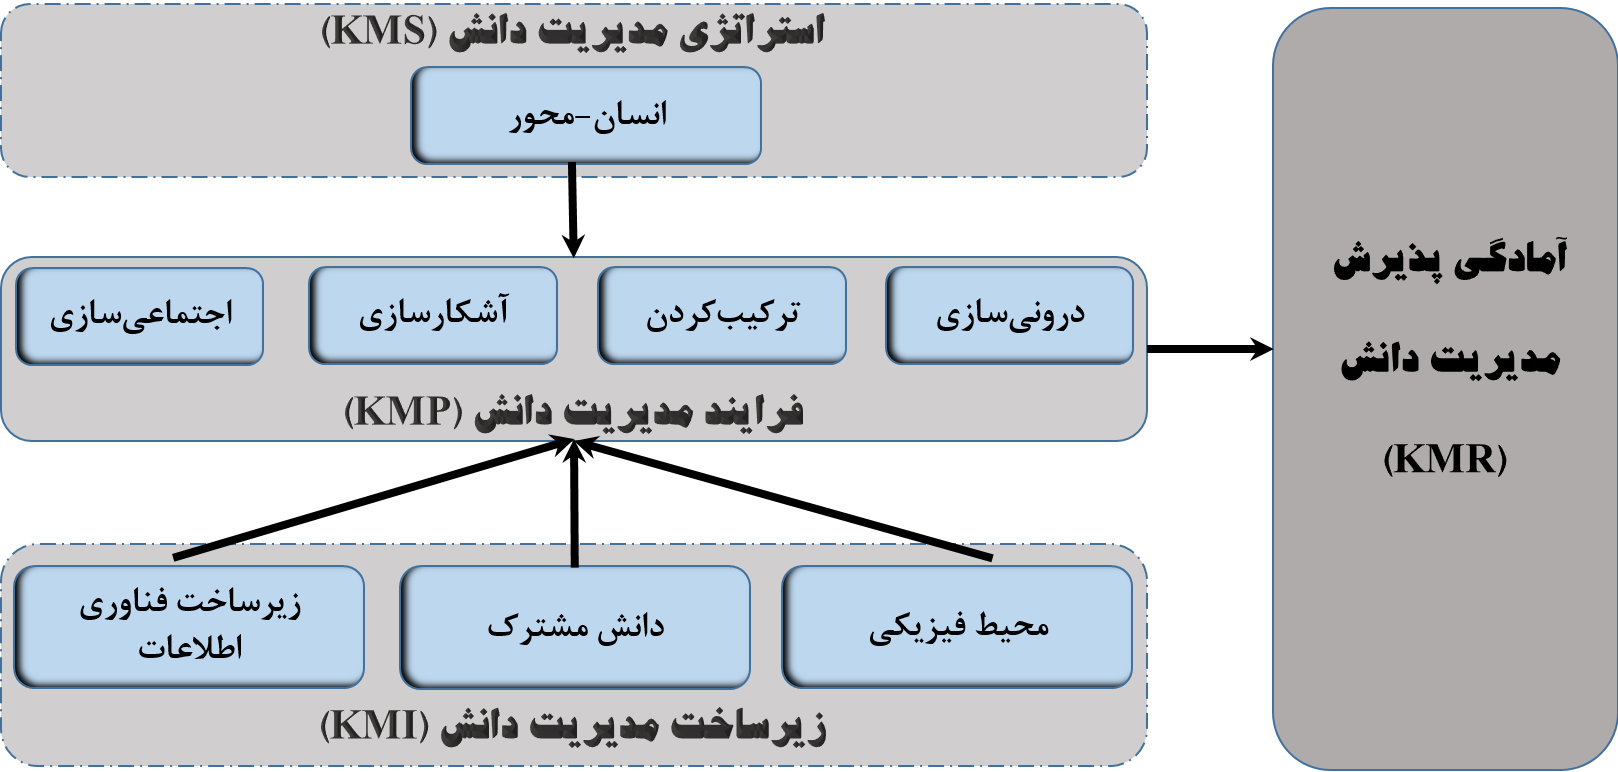 استراتژی مدیریت دانش (KMS)
انسان-محور
درونی‌سازی
ترکیب‌کردن
آشکارسازی
اجتماعی‌سازی
فرایند مدیریت دانش (KMP)
محیط فیزیکی
دانش مشترک
زیرساخت فناوری
اطلاعات
زیرساخت مدیریت دانش (KMI)
آمادگی پذیرش
مدیریت دانش
(KMR)